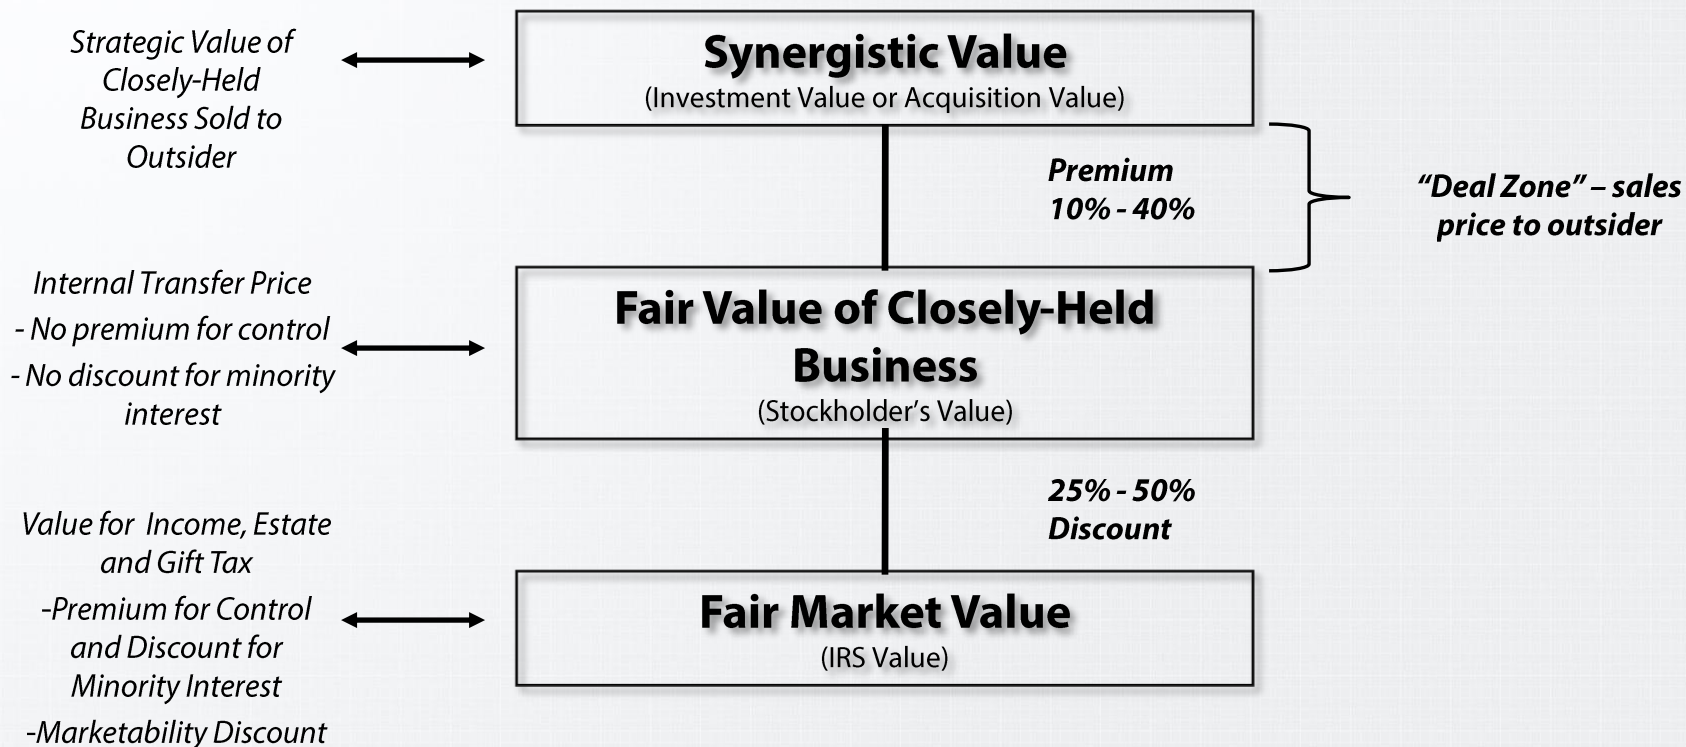 Strategic Value of
Closely-Held
Business Sold to
Outsider
Synergistic Value
(Investment Value or Acquisition Value)
Premium
10% - 40%
“Deal Zone” – sales
price to outsider
Internal Transfer Price
- No premium for control
- No discount for minority
interest
Fair Value of Closely-Held
Business
(Stockholder’s Value)
25% - 50%
Discount
Value for Income, Estate
and Gift Tax
-Premium for Control
and Discount for
Minority Interest
-Marketability Discount
Fair Market Value
(IRS Value)